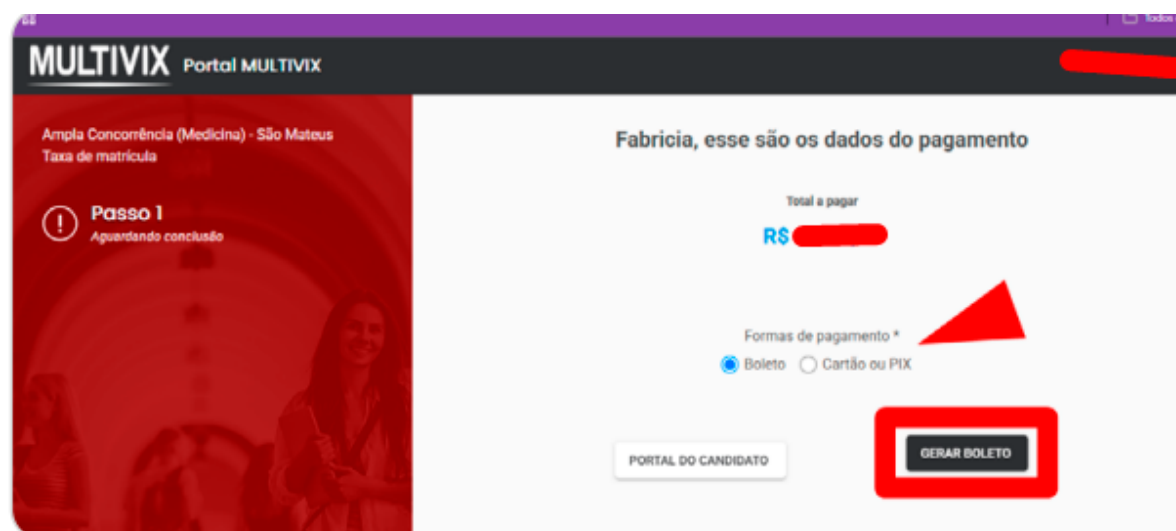 Todos
MULTIVIX Portal MULTIVIX
Ampla Concorrência (Medicina) - São Mateus
Taxa de matrícula
Passo 1
Aguardando conclusão
Fabricia, esse são os dados do pagamento
Total a pagar
R$
Formas de pagamento *
Boleto Cartão ou PIX
PORTAL DO CANDIDATO
GERAR BOLETO